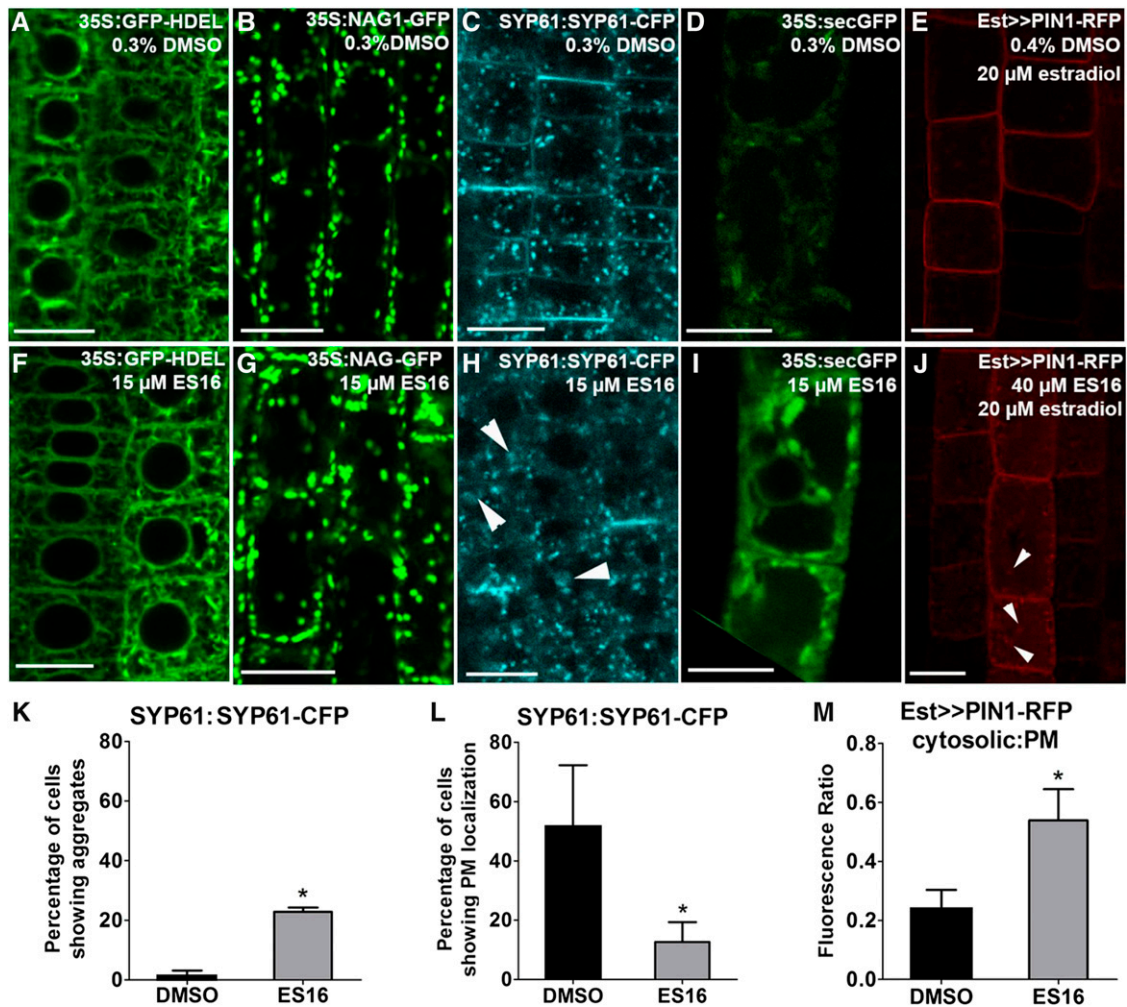 A
35S:GFP-HDEL
0.3% DMSO
B
35S:NAG1-GFP
0.3%DMSO
C
SYP61:SYP61-CFP
0.3% DMSO
D
35S:secGFP
0.3% DMSO
E
Est>>PIN1-RFP
0.4% DMSO
20 µM estradiol
F
35S:GFP-HDEL
15 µM ES16
G
35S:NAG-GFP
15 µM ES16
H
SYP61:SYP61-CFP
15 µM ES16
I
35S:secGFP
15 µM ES16
J
Est>>PIN1-RFP
40 µM ES16
20 µM estradiol
K
SYP61:SYP61-CFP
Percentage of cells
showing aggregates
80
60
40
20
0
DMSO
ES16
*
L
SYP61:SYP61-CFP
Percentage of cells
showing PM localization
80
60
40
20
0
DMSO
ES16
*
M
Est>>PIN1-RFP
cytosolic:PM
Fluorescence Ratio
0.8
0.6
0.4
0.2
0.0
DMSO
ES16
*